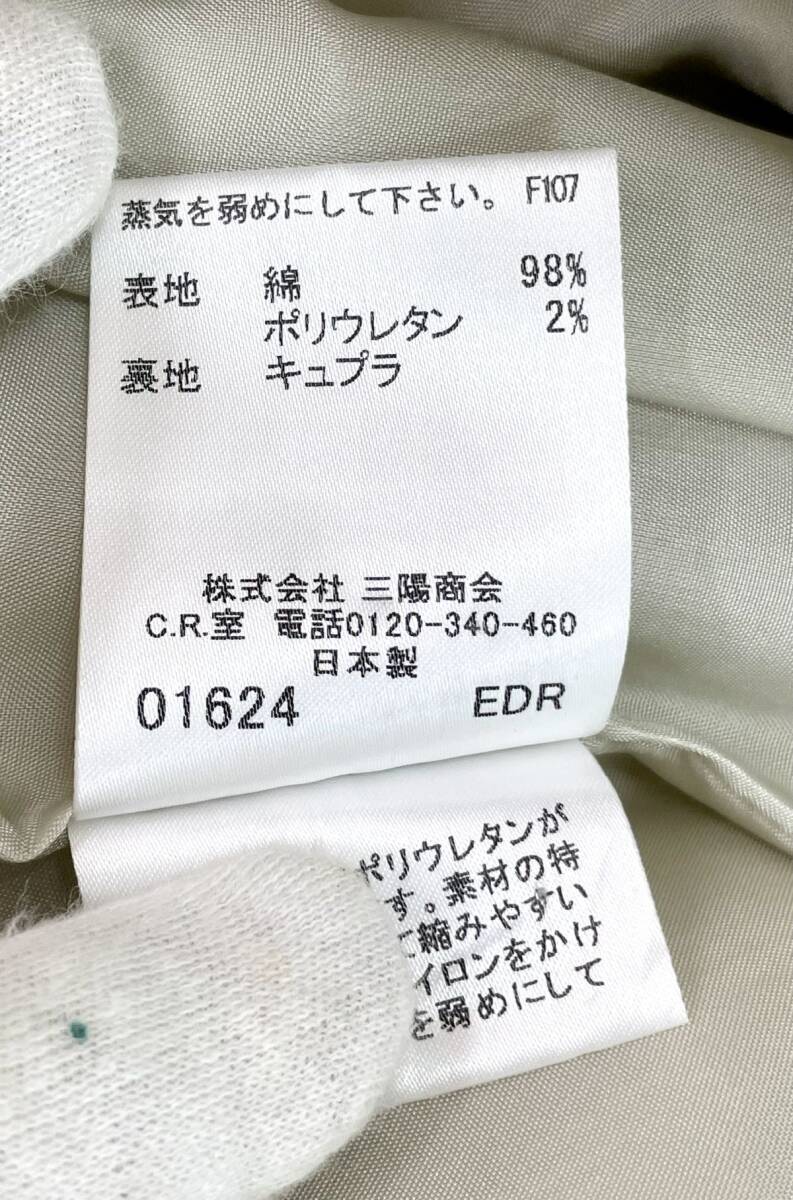 蒸気を弱めにして下さい。 F107
表地 綿 98%
ポリウレタン 2%
裏地 キュプラ
株式会社 三陽商会
C.R.室 電話0120-340-460
日本製
01624 EDR
ポリウレタンが
す。素材の特
て縮みやすい
イロンをかけ
を弱めにして